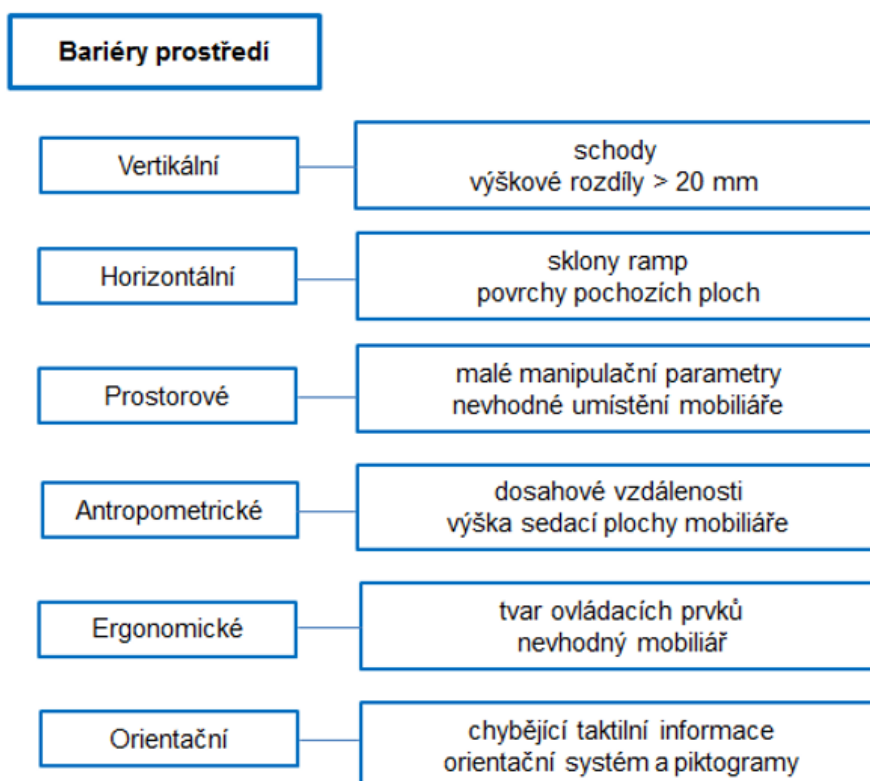 Bariéry prostředí
Vertikální
schody
výškové rozdíly > 20 mm
Horizontální
sklony ramp
povrchy pochozích ploch
Prostorové
malé manipulační parametry
nevhodné umístění mobiliáře
Antropometrické
dosahové vzdálenosti
výška sedací plochy mobiliáře
Ergonomické
tvar ovládacích prvků
nevhodný mobiliář
Orientační
chybějící taktilní informace
orientační systém a piktogramy